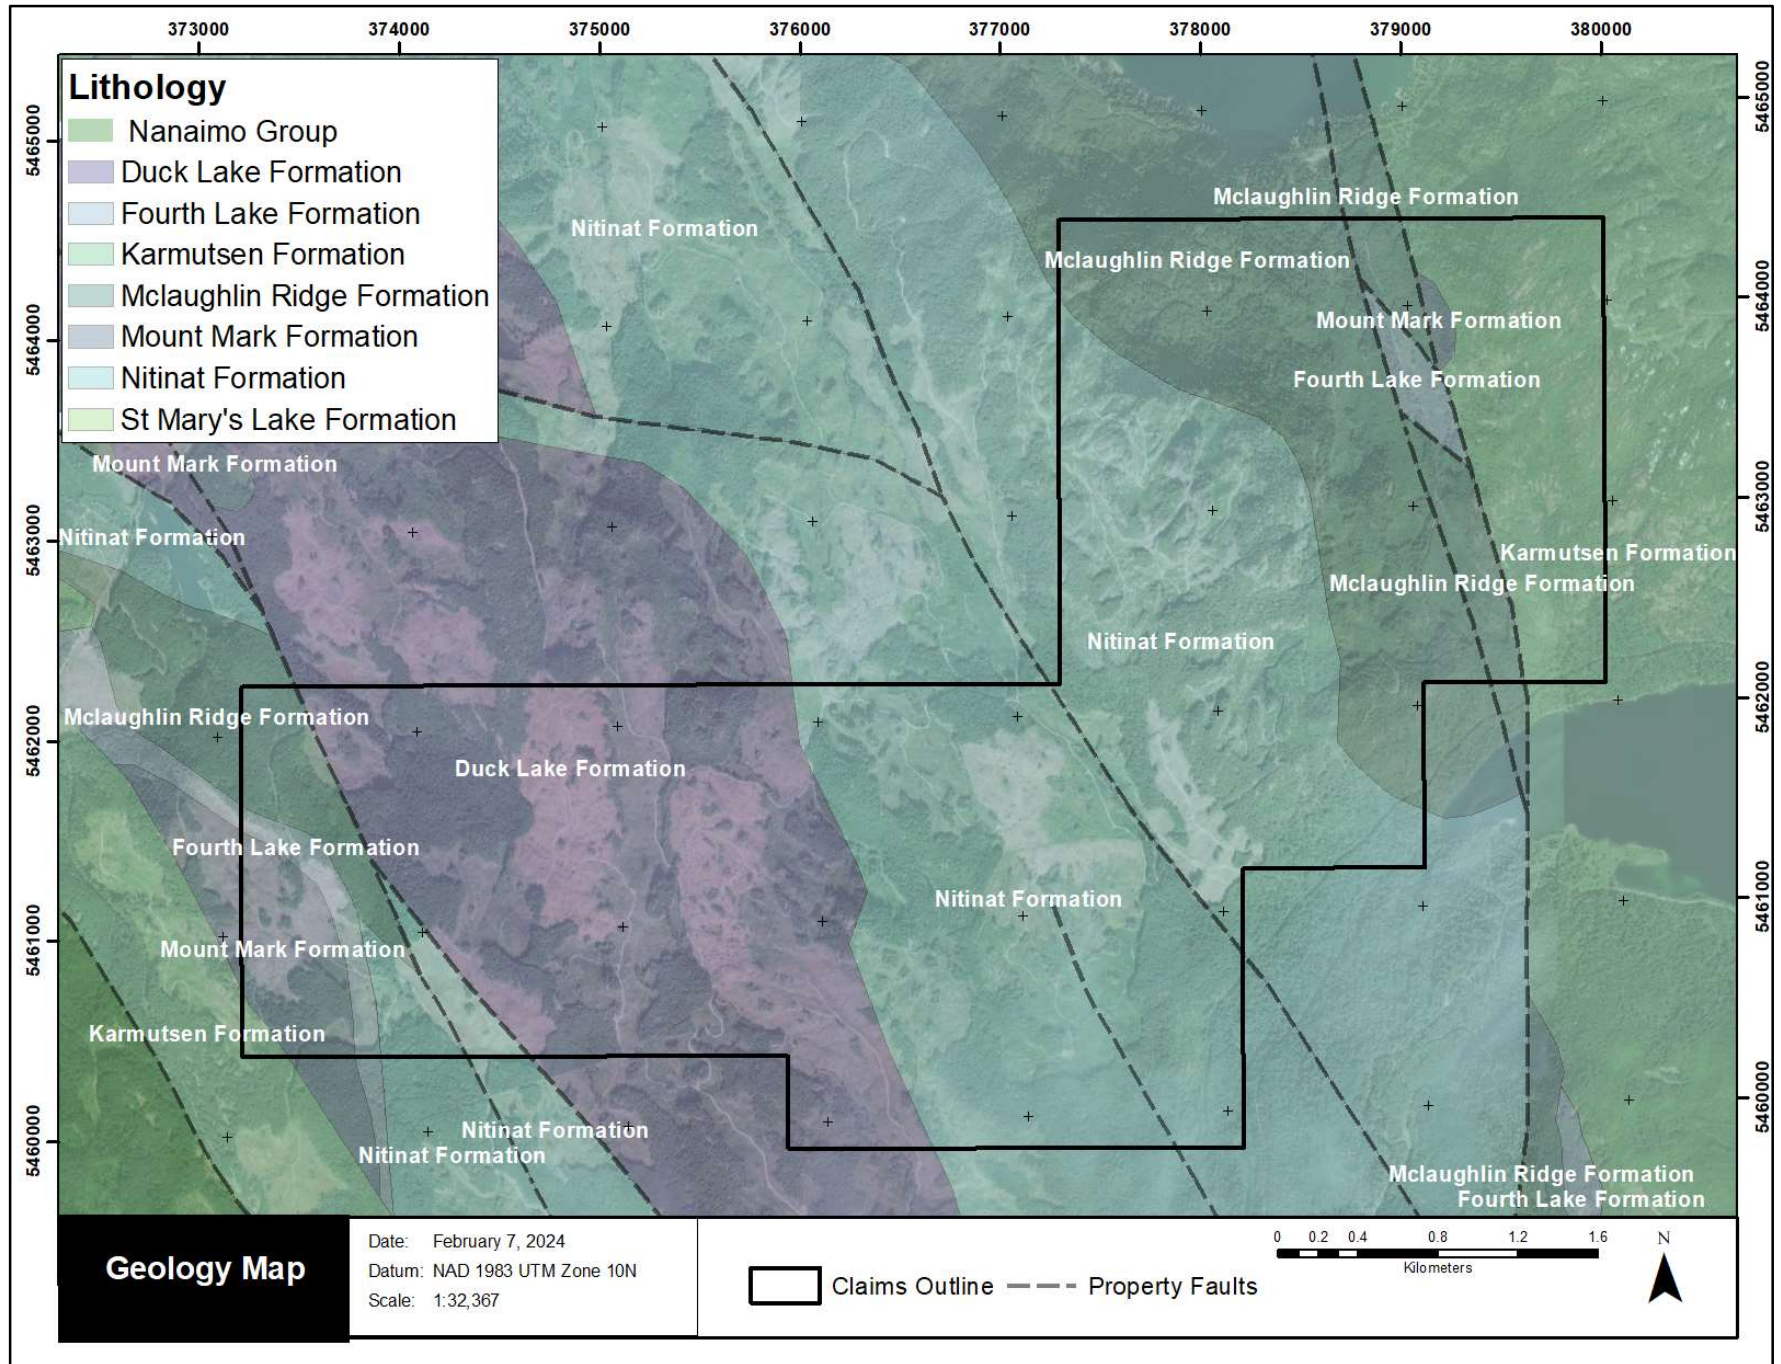 373000 374000 375000 376000 377000 378000 379000 380000
5465000
5464000
5463000
5462000
5461000
5460000
5465000
5464000
5463000
5462000
5461000
5460000
Lithology
Nanaimo Group
Duck Lake Formation
Fourth Lake Formation
Karmutsen Formation
Mclaughlin Ridge Formation
Mount Mark Formation
Nitinat Formation
St Mary's Lake Formation
Mclaughlin Ridge Formation
Nitinat Formation
Mclaughlin Ridge Formation
Mount Mark Formation
Fourth Lake Formation
Mount Mark Formation
Nitinat Formation
Karmutsen Formation
Mclaughlin Ridge Formation
Nitinat Formation
Mclaughlin Ridge Formation
Duck Lake Formation
Fourth Lake Formation
Nitinat Formation
Mount Mark Formation
Karmutsen Formation
Nitinat Formation
Nitinat Formation
Mclaughlin Ridge Formation
Fourth Lake Formation
Geology Map
Date: February 7, 2024
Datum: NAD 1983 UTM Zone 10N
Scale: 1:32,367
Claims Outline
Property Faults
0 0.2 0.4 0.8 1.2 1.6
Kilometers
N